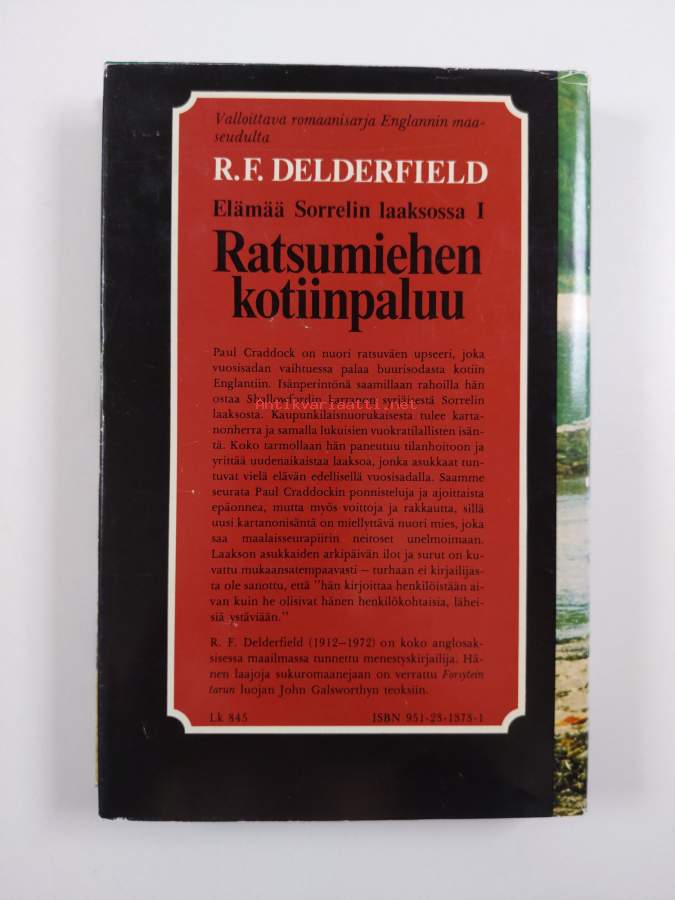 Valloittava romaanisarja Englannin maa-
seudulta
R.F. DELDERFIELD
Elämää Sorrelin laaksossa I
Ratsumiehen
kotiinpaluu
Paul Craddock on nuori ratsuväen upseeri, joka
vuosisadan vaihtuessa palaa buurisodasta kotiin
Englantiin. Isänperintönä saamillaan rahoilla hän
ostaa Shallowfordin kartanon syrjäisestä Sorrelin
Antikvariaatti.net
laaksosta. Kaupunkilaisnuorukaisesta tulee karta-
nonherra ja samalla lukuisien vuokratilallisten isän-
tä. Koko tarmollaan hän paneutuu tilanhoitoon ja
yrittää uudenaikaistaa laaksoa, jonka asukkaat tun-
tuvat vielä elävän edellisellä vuosisadalla. Saamme
seurata Paul Craddockin ponnisteluja ja ajoittaista
epäonnea, mutta myös voittoja ja rakkautta, sillä
uusi kartanonisäntä on miellyttävä nuori mies, joka
saa maalaisseurapiirin neitoset unelmoimaan.
Laakson asukkaiden arkipäivän ilot ja surut on ku-
vattu mukaansatempaavasti – turhaan ei kirjailijas-
ta ole sanottu, että "hän kirjoittaa henkilöistään ai-
van kuin he olisivat hänen henkilökohtaisia, lähei-
siä ystäviään."
R. F. Delderfield (1912–1972) on koko anglosak-
sisessa maailmassa tunnettu menestyskirjailija. Hä-
nen laajoja sukuromaanejaan on verrattu Forsytein
tarun luojan John Galsworthyn teoksiin.
Lk 845 ISBN 951-23-1373-1